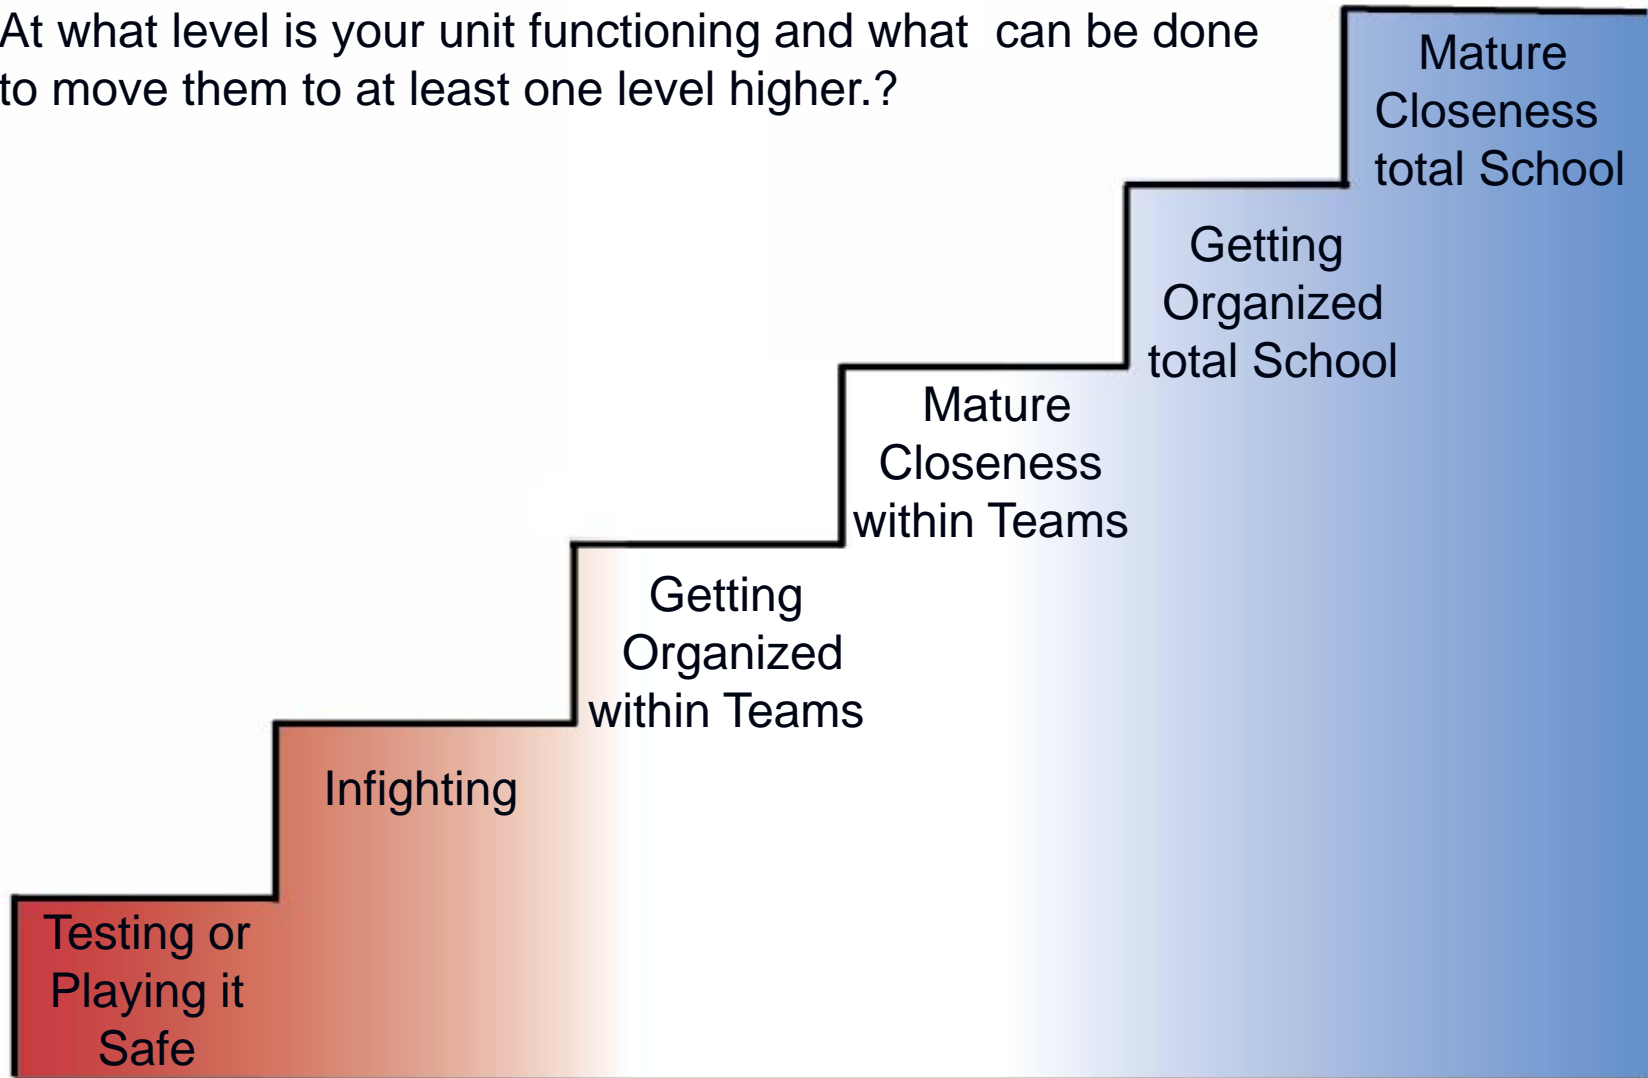 At what level is your unit functioning and what  can be done
to move them to at least one level higher.?
Mature
Closeness
total School
Getting
Organized
total School
Mature
Closeness
within Teams
Getting
Organized
within Teams
Infighting
Testing or
Playing it
Safe